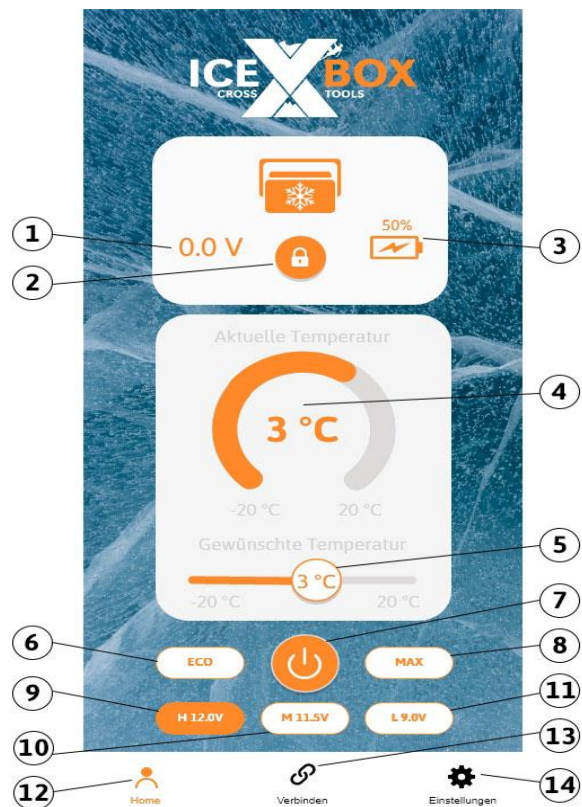 ICE X BOX
CROSS TOOLS
50%
1
0.0 V
3
2
Aktuelle Temperatur
4
3 °C
-20 °C 20 °C
Gewünschte Temperatur
5
3 °C
-20 °C 20 °C
7
6
ECO
MAX
8
9
H 12.0V M 11.5V L 9.0V
11
10
13
12
14
Home Verbinden Einstellungen